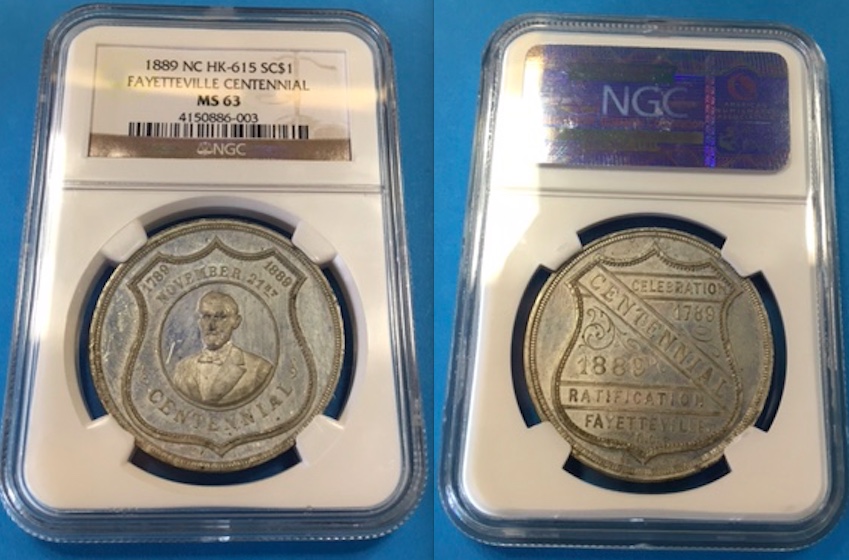 1889 NC HK-615 SC$1
FAYETTEVILLE CENTENNIAL
MS 63
4150886-003
NGC
1789 1889
NOVEMBER. 21ST
CENTENNIAL
NGC
CELEBRATION
CENTENNIAL
1789
1889
RATIFICATION
FAYETTEVILLE